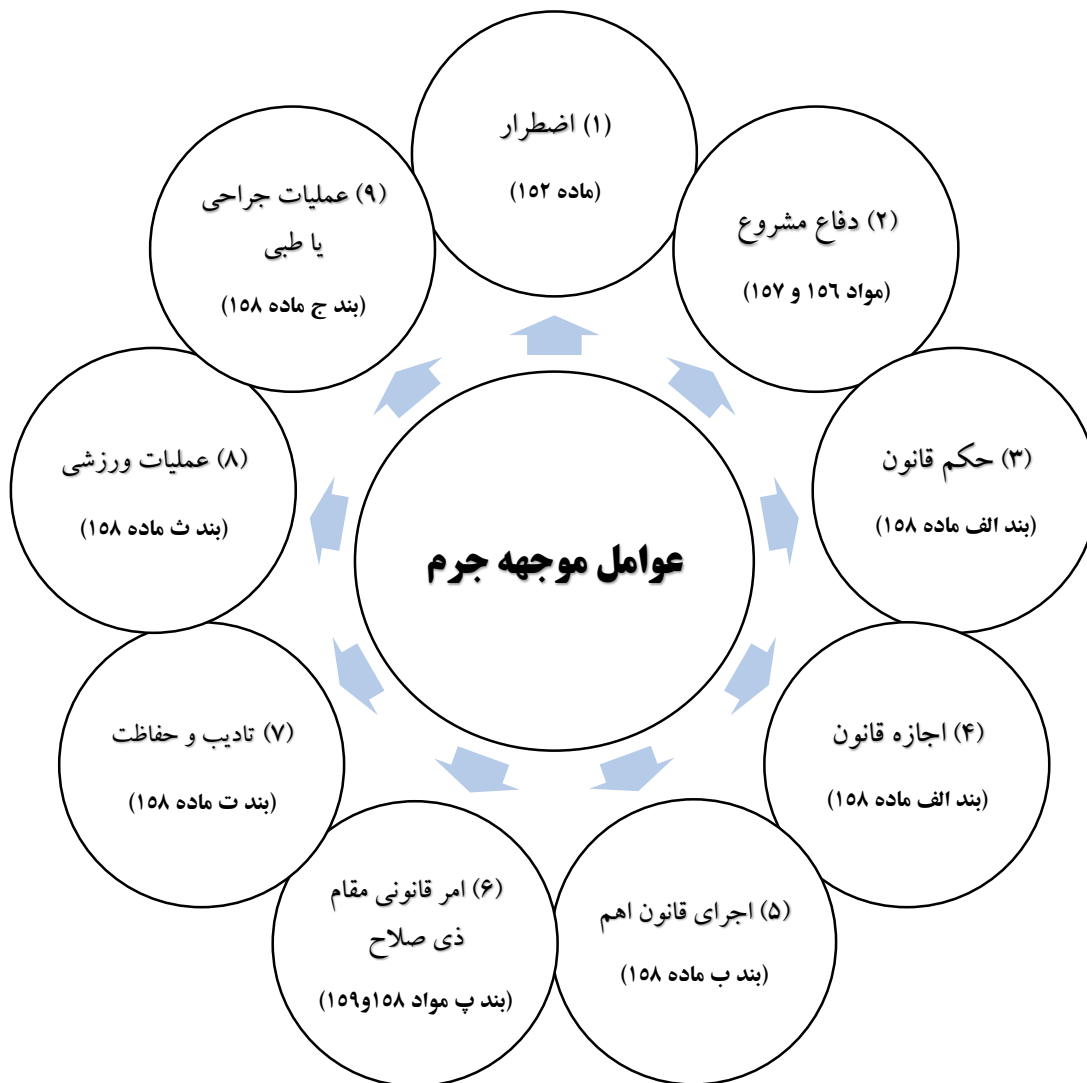 عوامل موجهه جرم
(۱) اضطرار
(ماده ۱۵۲)
(۲) دفاع مشروع
(مواد ۱۵۶ و ۱۵۷)
(۳) حکم قانون
(بند الف ماده ۱۵۸)
(۴) اجازه قانون
(بند الف ماده ۱۵۸)
(۵) اجرای قانون اهم
(بند ب ماده ۱۵۸)
(۶) امر قانونی مقام
ذی صلاح
(بند پ مواد ۱۵۸و۱۵۹)
(۷) تادیب و حفاظت
(بند ت ماده ۱۵۸)
(۸) عملیات ورزشی
(بند ث ماده ۱۵۸)
(۹) عملیات جراحی
یا طبی
(بند ج ماده ۱۵۸)